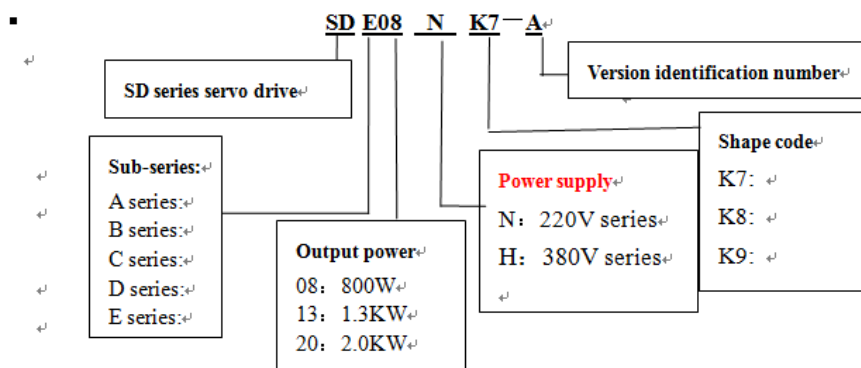 SD E08 N K7—A
SD series servo drive
Version identification number
Sub-series:
A series:
B series:
C series:
D series:
E series:
Output power
08：800W
13：1.3KW
20：2.0KW
Power supply
N：220V series
H：380V series
Shape code
K7:
K8:
K9: